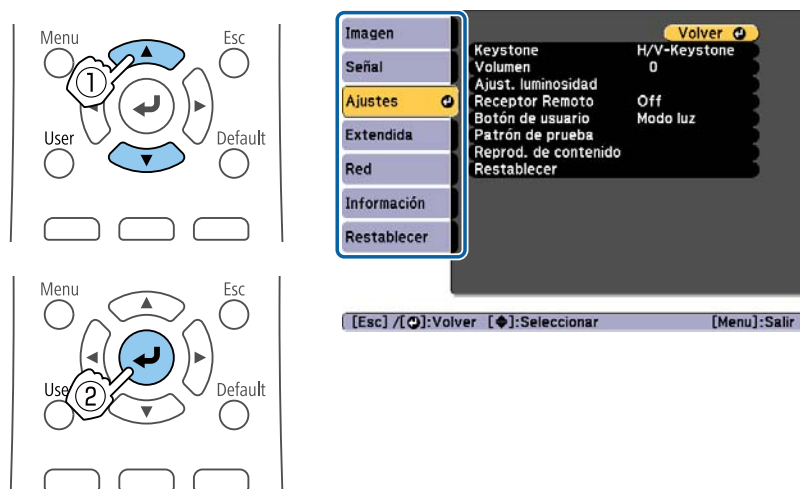 Menu
Esc
1
User
Default
Menu
Esc
Use
2
Default
Imagen
Señal
Ajustes
Extendida
Red
Información
Restablecer
Volver
Keystone H/V-Keystone
Volumen 0
Ajust. luminosidad
Receptor Remoto Off
Botón de usuario Modo luz
Patrón de prueba
Reprod. de contenido
Restablecer
[Esc] /[ ]:Volver [ ]:Seleccionar [Menu]:Salir